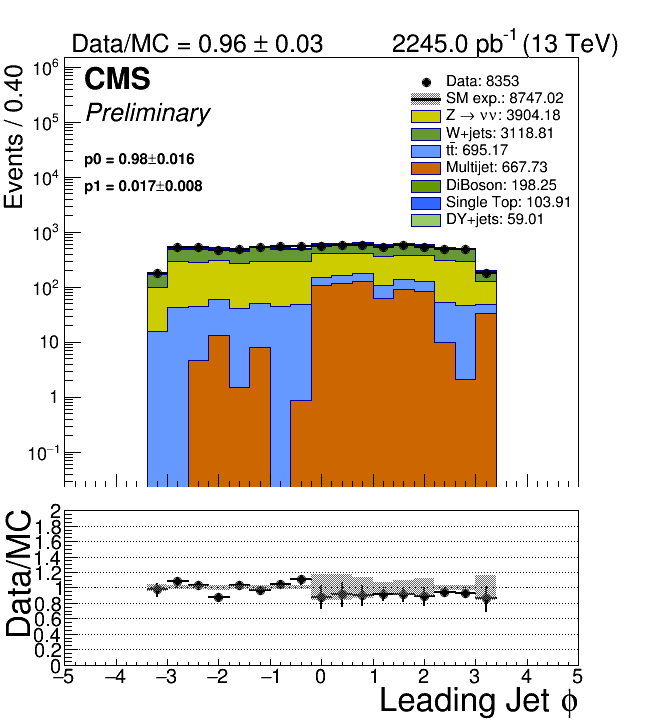 Data/MC = 0.96 ± 0.03
2245.0 pb⁻¹ (13 TeV)
CMS
Preliminary
p0 = 0.98±0.016
p1 = 0.017±0.008
Data: 8353
SM exp.: 8747.02
Z → νν: 3904.18
W+jets: 3118.81
tt̄: 695.17
Multijet: 667.73
DiBoson: 198.25
Single Top: 103.91
DY+jets: 59.01
Events / 0.40
10⁶
10⁵
10⁴
10³
10²
10
1
10⁻¹
Data/MC
2
1.8
1.6
1.4
1.2
1
0.8
0.6
0.4
0.2
0
−5 −4 −3 −2 −1 0 1 2 3 4 5
Leading Jet ϕ